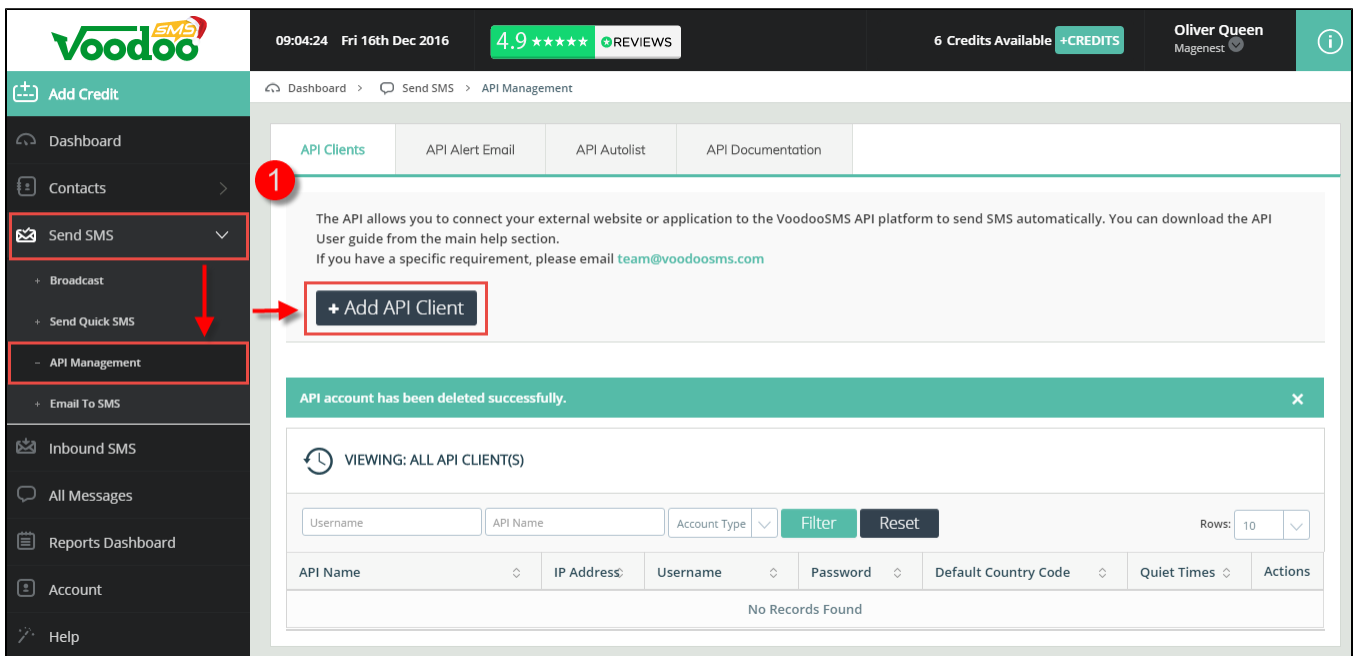 Voodoo SMS
09:04:24 Fri 16th Dec 2016
4.9 ★★★★★ REVIEWS
6 Credits Available +CREDITS
Oliver Queen
Magenest
i
Add Credit
Dashboard
Contacts
Send SMS
+ Broadcast
+ Send Quick SMS
− API Management
+ Email To SMS
Inbound SMS
All Messages
Reports Dashboard
Account
Help
Dashboard > Send SMS > API Management
API Clients
API Alert Email
API Autolist
API Documentation
1
The API allows you to connect your external website or application to the VoodooSMS API platform to send SMS automatically. You can download the API
User guide from the main help section.
If you have a specific requirement, please email team@voodoosms.com
+ Add API Client
API account has been deleted successfully. ×
VIEWING: ALL API CLIENT(S)
Username
API Name
Account Type
Filter
Reset
Rows: 10
API Name
IP Address
Username
Password
Default Country Code
Quiet Times
Actions
No Records Found